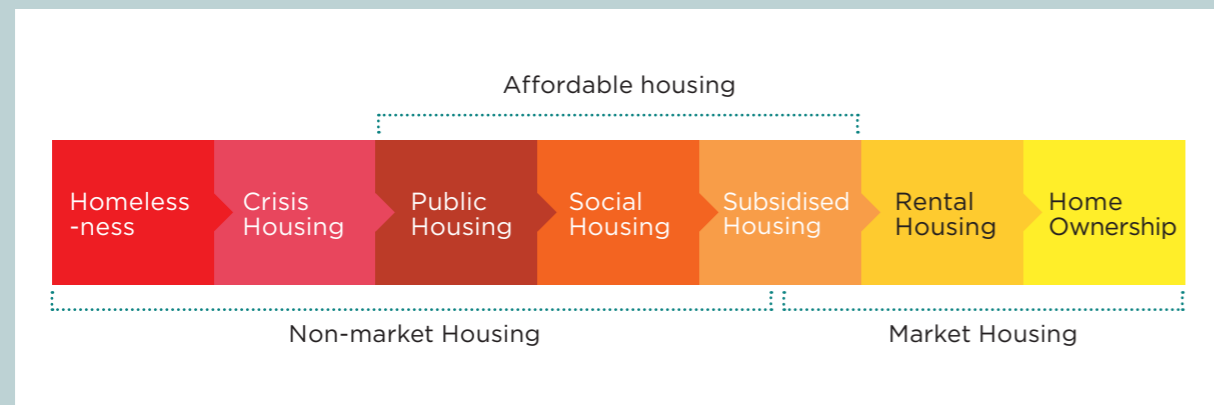 Affordable housing
Homeless
-ness
Crisis
Housing
Public
Housing
Social
Housing
Subsidised
Housing
Rental
Housing
Home
Ownership
Non-market Housing
Market Housing